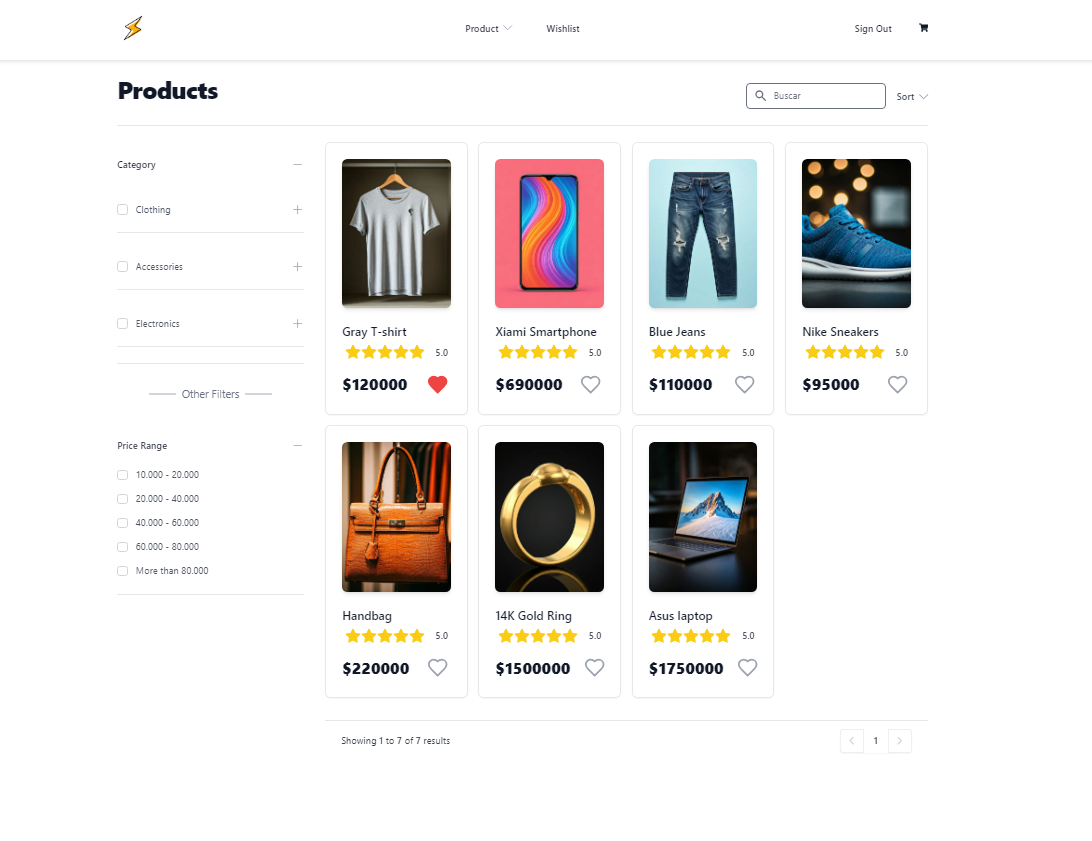 Product Wishlist Sign Out
Products
Buscar Sort
Category
Clothing
Accessories
Electronics
Other Filters
Price Range
10.000 - 20.000
20.000 - 40.000
40.000 - 60.000
60.000 - 80.000
More than 80.000
Gray T-shirt
5.0
$120000
Xiami Smartphone
5.0
$690000
Blue Jeans
5.0
$110000
Nike Sneakers
5.0
$95000
Handbag
5.0
$220000
14K Gold Ring
5.0
$1500000
Asus laptop
5.0
$1750000
Showing 1 to 7 of 7 results
1